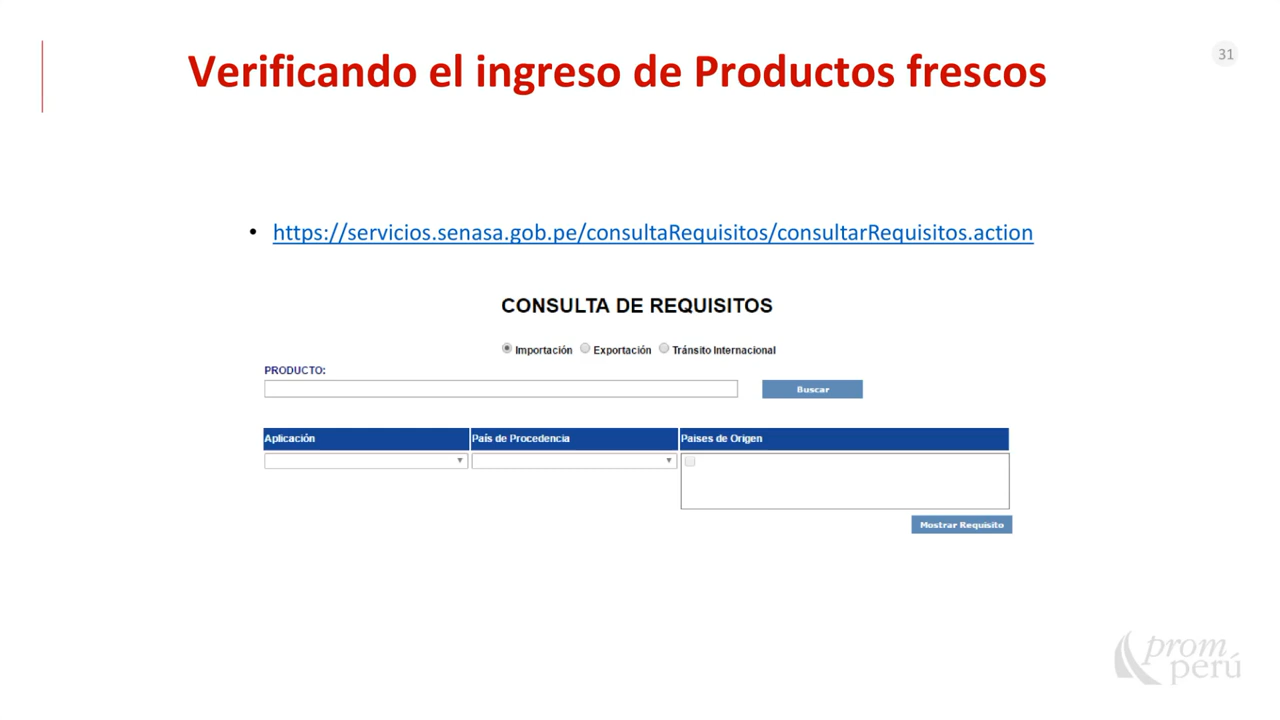 31
Verificando el ingreso de Productos frescos
• https://servicios.senasa.gob.pe/consultaRequisitos/consultarRequisitos.action
CONSULTA DE REQUISITOS
Importación Exportación Tránsito Internacional
PRODUCTO:
Buscar
Aplicación País de Procedencia Paises de Origen
Mostrar Requisito
prom
perú